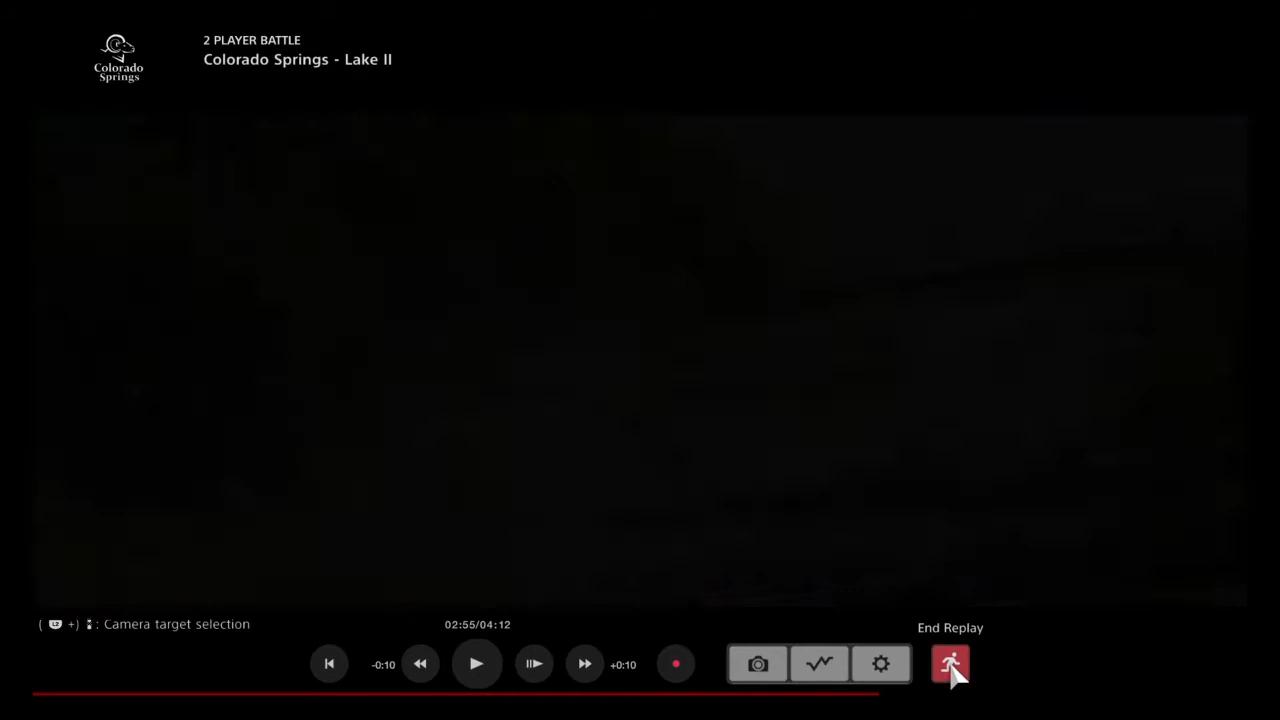 2 PLAYER BATTLE
Colorado Springs - Lake II
Colorado
Springs
( L2 +) : Camera target selection
02:55/04:12
End Replay
-0:10
+0:10